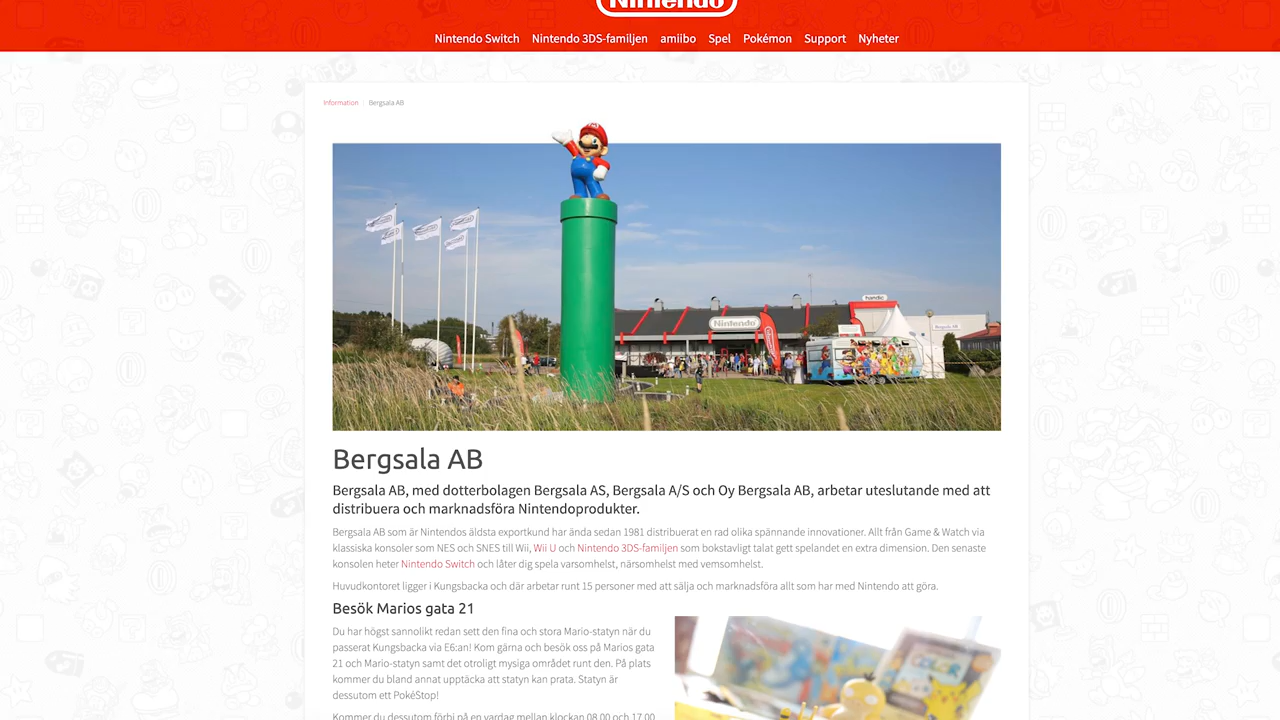 Nintendo
Nintendo Switch Nintendo 3DS-familjen amiibo Spel Pokémon Support Nyheter
Information Bergsala AB
Nintendo
handic
Bergsala AB
Bergsala AB
Bergsala AB, med dotterbolagen Bergsala AS, Bergsala A/S och Oy Bergsala AB, arbetar uteslutande med att
distribuera och marknadsföra Nintendoprodukter.
Bergsala AB som är Nintendos äldsta exportkund har ända sedan 1981 distribuerat en rad olika spännande innovationer. Allt från Game & Watch via
klassiska konsoler som NES och SNES till Wii, Wii U och Nintendo 3DS-familjen som bokstavligt talat gett spelandet en extra dimension. Den senaste
konsolen heter Nintendo Switch och låter dig spela varsomhelst, närsomhelst med vemsomhelst.
Huvudkontoret ligger i Kungsbacka och där arbetar runt 15 personer med att sälja och marknadsföra allt som har med Nintendo att göra.
Besök Marios gata 21
Du har högst sannolikt redan sett den fina och stora Mario-statyn när du
passerat Kungsbacka via E6:an! Kom gärna och besök oss på Marios gata
21 och Mario-statyn samt det otroligt mysiga området runt den. På plats
kommer du bland annat upptäcka att statyn kan prata. Statyn är
dessutom ett PokéStop!
Kommer du dessutom förbi på en vardag mellan klockan 08.00 och 17.00
COLOR